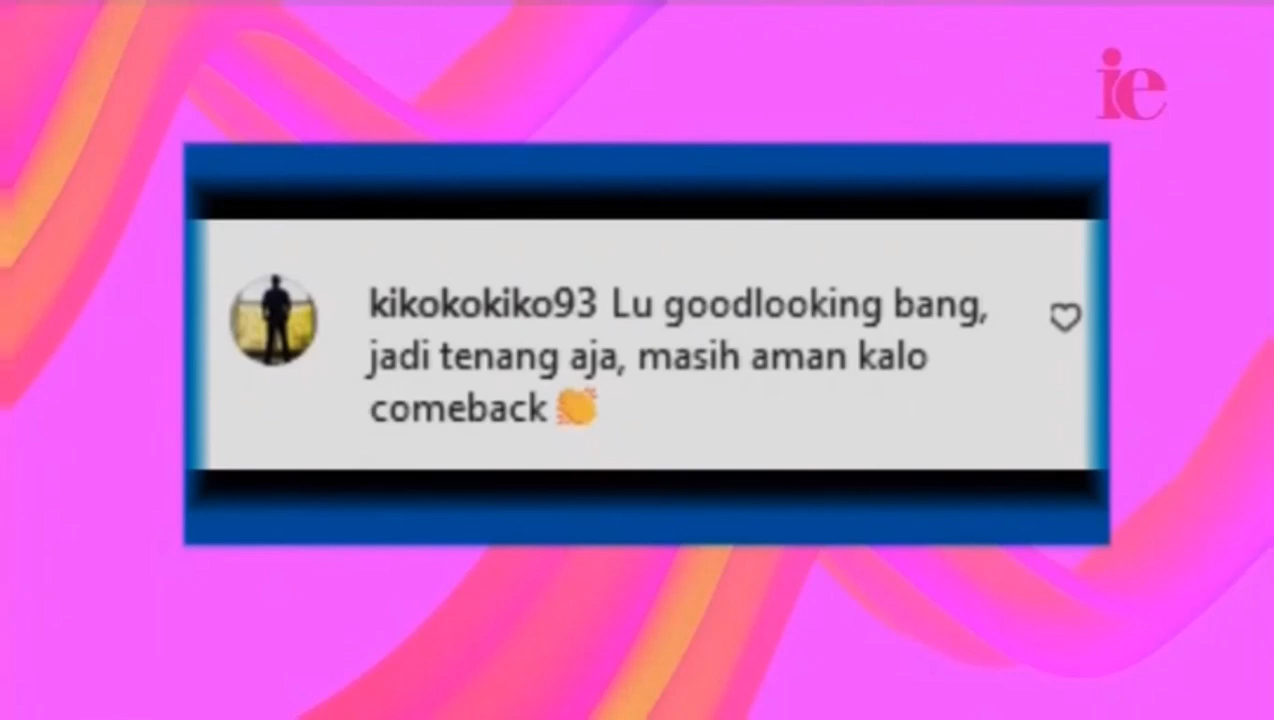 ie
kikokokiko93 Lu goodlooking bang,
jadi tenang aja, masih aman kalo
comeback 👏